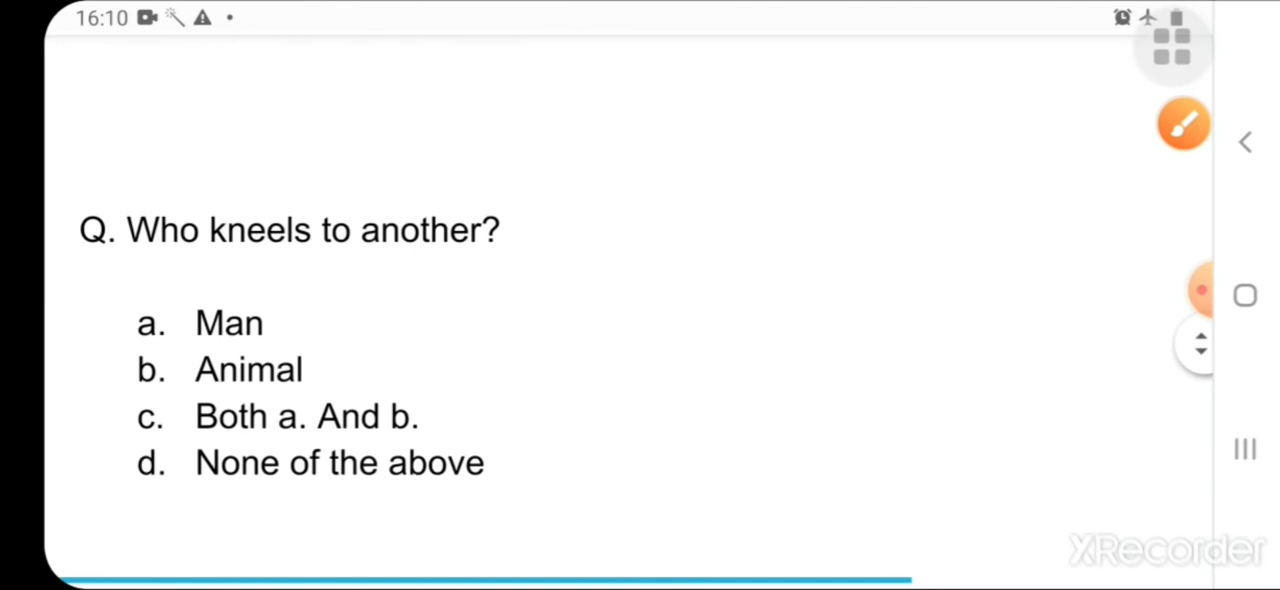 16:10
Q. Who kneels to another?
a. Man
b. Animal
c. Both a. And b.
d. None of the above
XRecorder